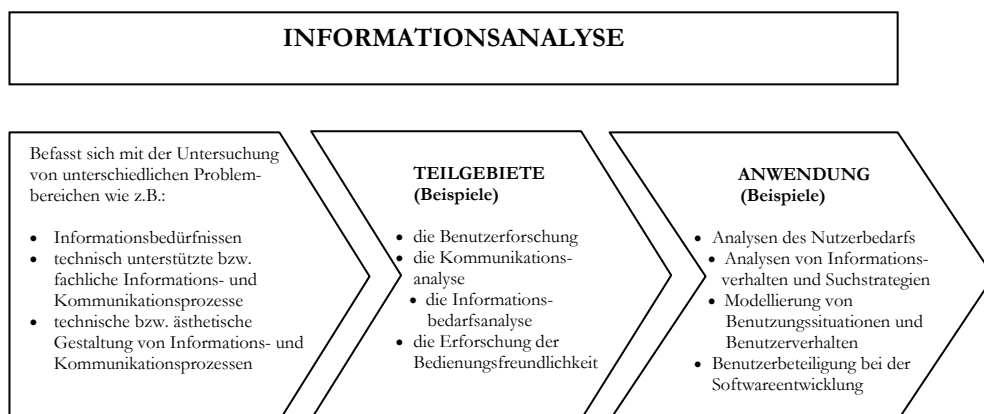 INFORMATIONSANALYSE
Befasst sich mit der Untersuchung
von unterschiedlichen Problem-
bereichen wie z.B.:
• Informationsbedürfnissen
• technisch unterstützte bzw.
fachliche Informations- und
Kommunikationsprozesse
• technische bzw. ästhetische
Gestaltung von Informations- und
Kommunikationsprozessen
TEILGEBIETE
(Beispiele)
• die Benutzerforschung
• die Kommunikations-
analyse
• die Informations-
bedarfsanalyse
• die Erforschung der
Bedienungsfreundlichkeit
ANWENDUNG
(Beispiele)
• Analysen des Nutzerbedarfs
• Analysen von Informations-
verhalten und Suchstrategien
• Modellierung von
Benutzungssituationen und
Benutzerverhalten
• Benutzerbeteiligung bei der
Softwareentwicklung